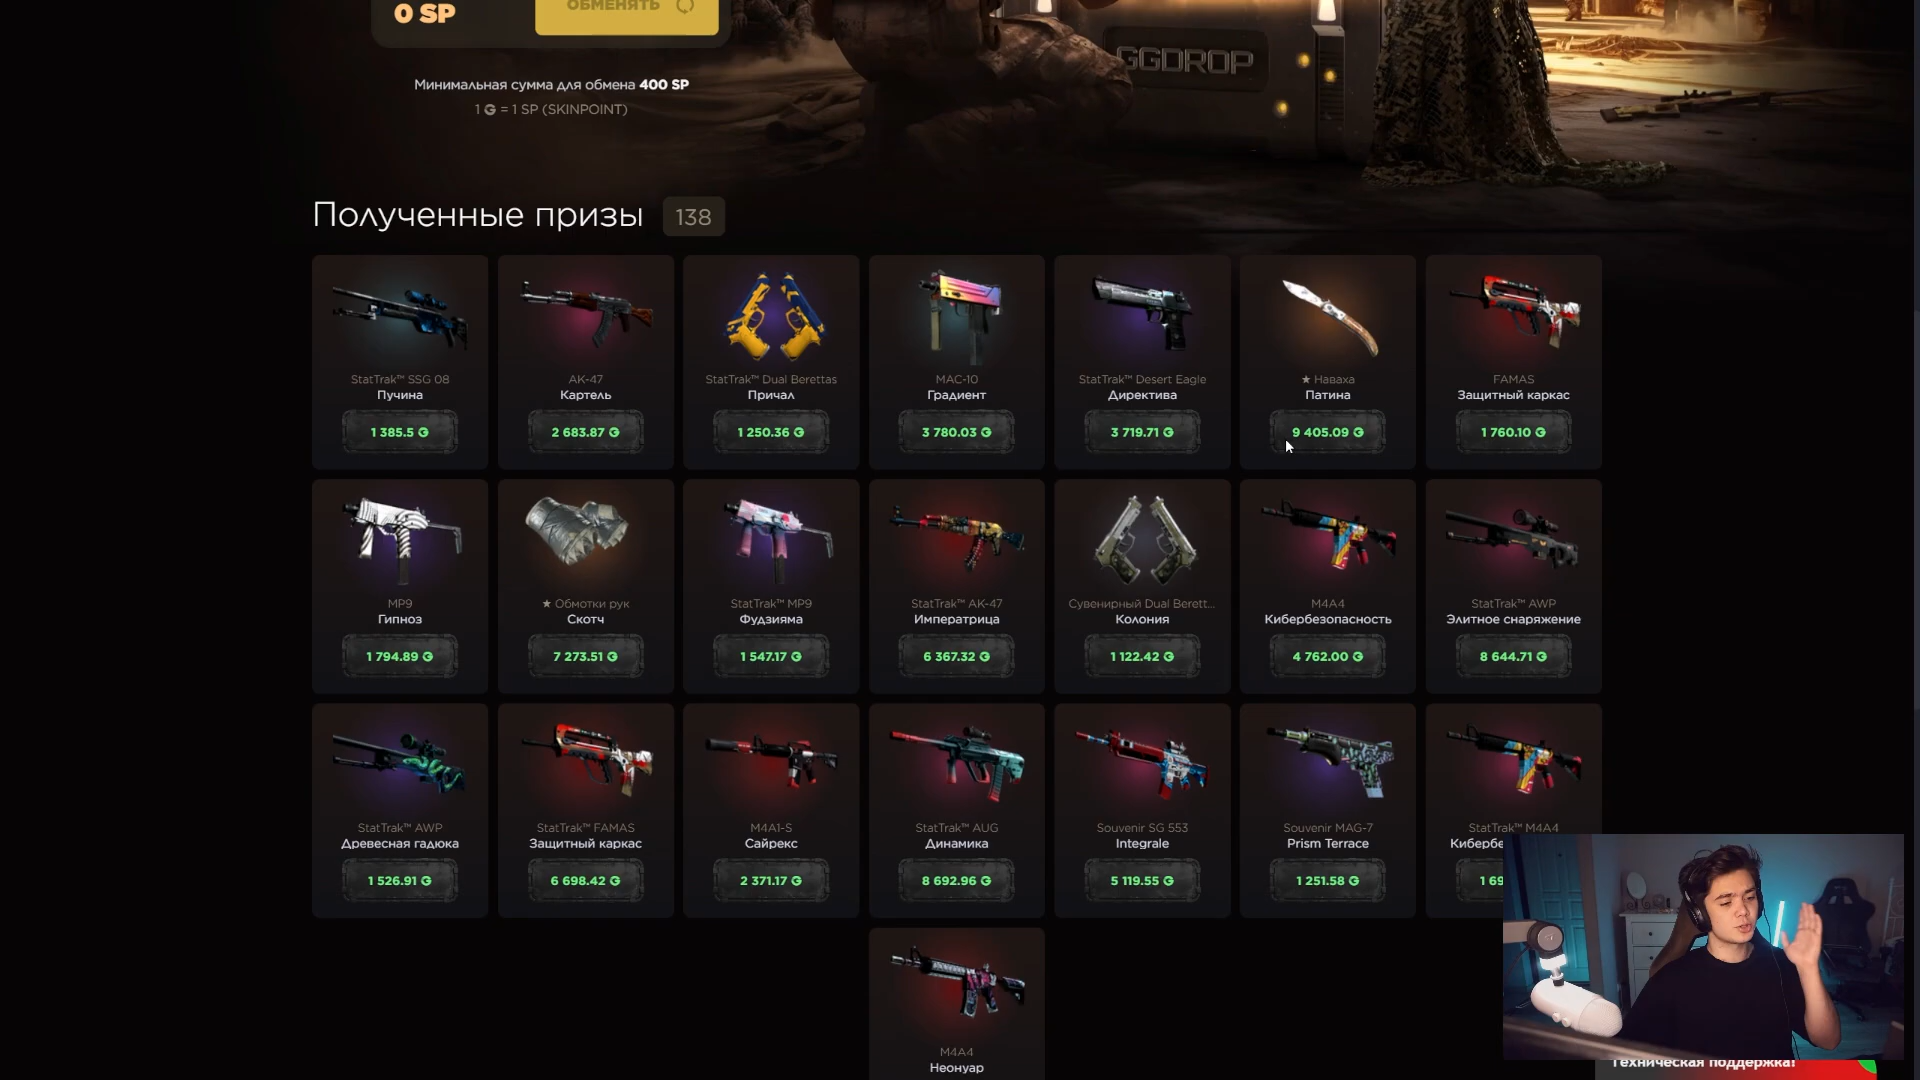 0 SP
ОБМЕНЯТЬ
GGDROP
Минимальная сумма для обмена 400 SP
1 G = 1 SP (SKINPOINT)
Полученные призы 138
StatTrak™ SSG 08
Пучина
1 385.5 G
AK-47
Картель
2 683.87 G
StatTrak™ Dual Berettas
Причал
1 250.36 G
MAC-10
Градиент
3 780.03 G
StatTrak™ Desert Eagle
Директива
3 719.71 G
★ Наваха
Патина
9 405.09 G
FAMAS
Защитный каркас
1 760.10 G
MP9
Гипноз
1 794.89 G
★ Обмотки рук
Скотч
7 273.51 G
StatTrak™ MP9
Фудзияма
1 547.17 G
StatTrak™ AK-47
Императрица
6 367.32 G
Сувенирный Dual Berett...
Колония
1 122.42 G
M4A4
Кибербезопасность
4 762.00 G
StatTrak™ AWP
Элитное снаряжение
8 644.71 G
StatTrak™ AWP
Древесная гадюка
1 526.91 G
StatTrak™ FAMAS
Защитный каркас
6 698.42 G
M4A1-S
Сайрекс
2 371.17 G
StatTrak™ AUG
Динамика
8 692.96 G
Souvenir SG 553
Integrale
5 119.55 G
Souvenir MAG-7
Prism Terrace
1 251.58 G
StatTrak™ M4A4
Кибербе
1 69
M4A4
Неонуар
Техническая поддержка!